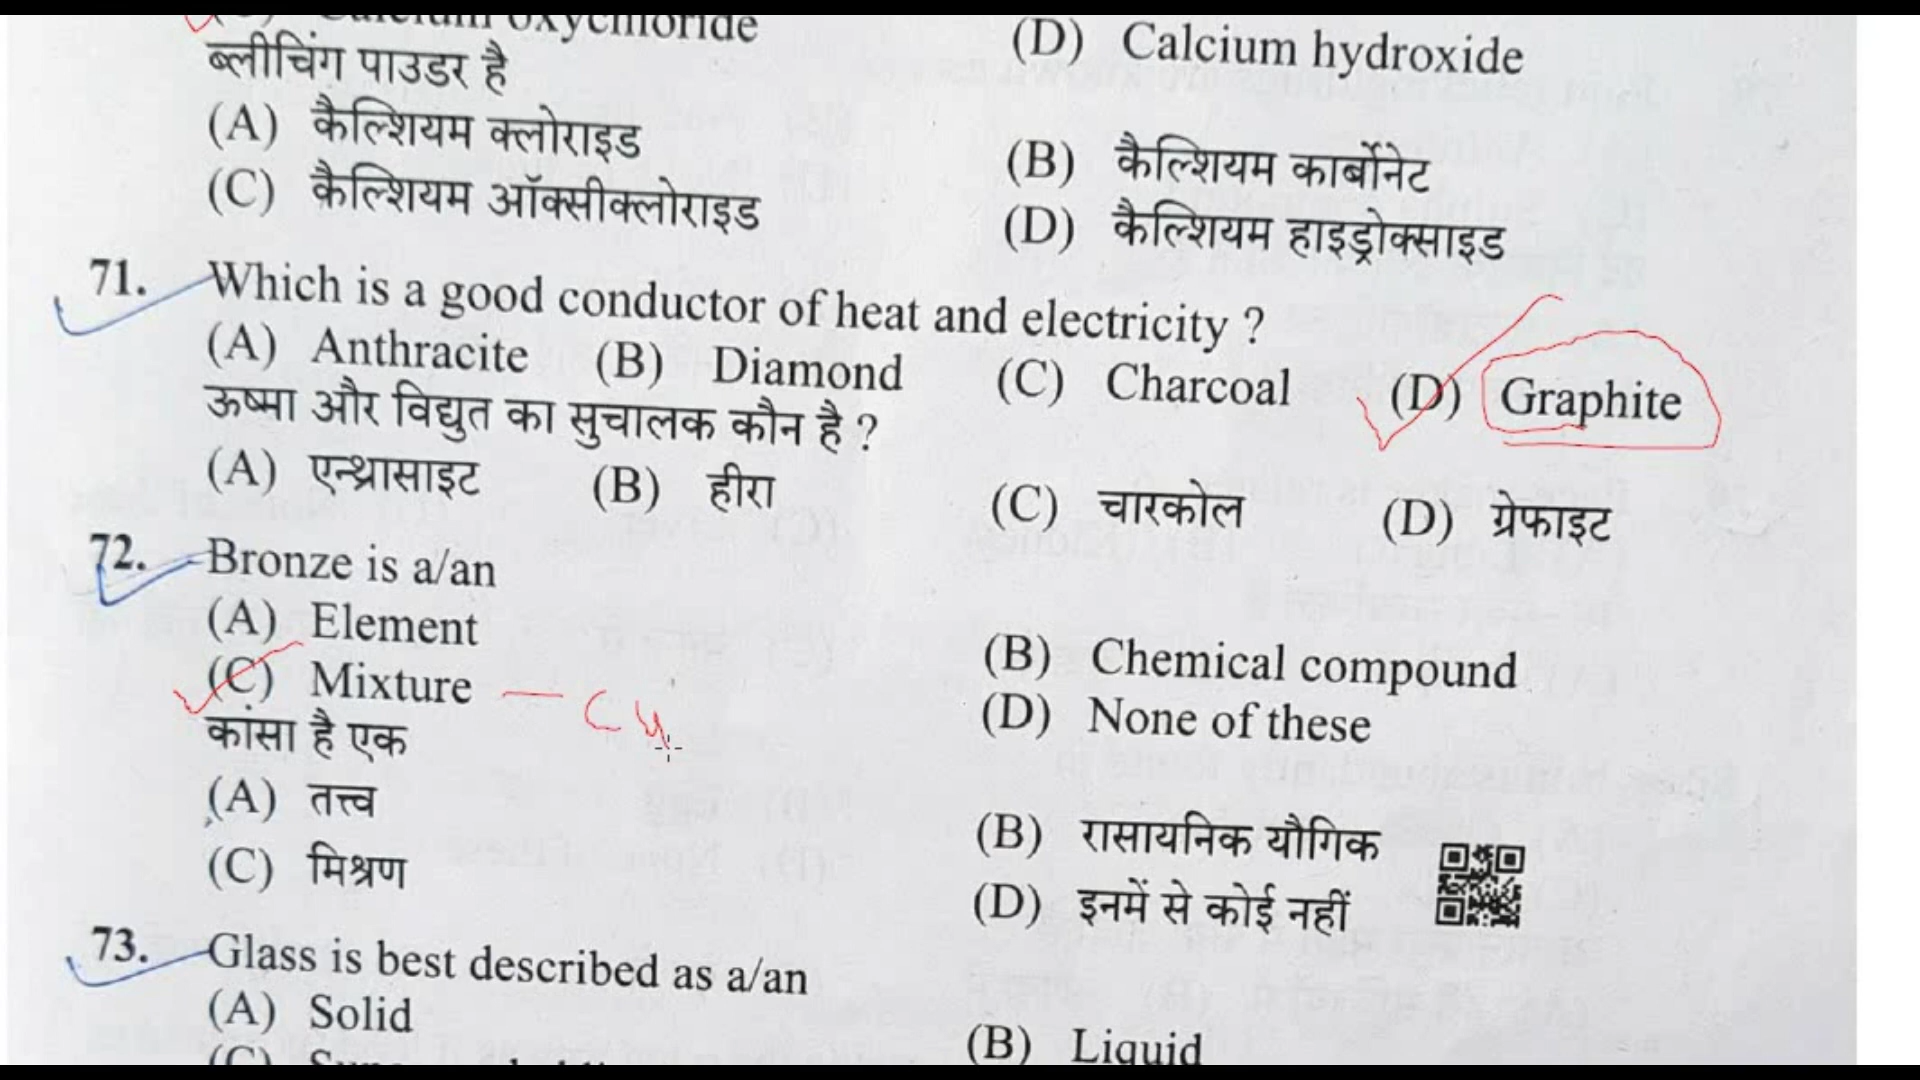 Calcium oxychloride
(D) Calcium hydroxide
ब्लीचिंग पाउडर है
(A) कैल्शियम क्लोराइड
(B) कैल्शियम कार्बोनेट
(C) कैल्शियम ऑक्सीक्लोराइड
(D) कैल्शियम हाइड्रोक्साइड
71. Which is a good conductor of heat and electricity ?
(A) Anthracite (B) Diamond (C) Charcoal (D) Graphite
ऊष्मा और विद्युत का सुचालक कौन है ?
(A) एन्थ्रासाइट (B) हीरा (C) चारकोल (D) ग्रेफाइट
72. Bronze is a/an
(A) Element
(B) Chemical compound
(C) Mixture — Cu
(D) None of these
कांसा है एक
(A) तत्त्व
(B) रासायनिक यौगिक
(C) मिश्रण
(D) इनमें से कोई नहीं
73. Glass is best described as a/an
(A) Solid
(B) Liquid